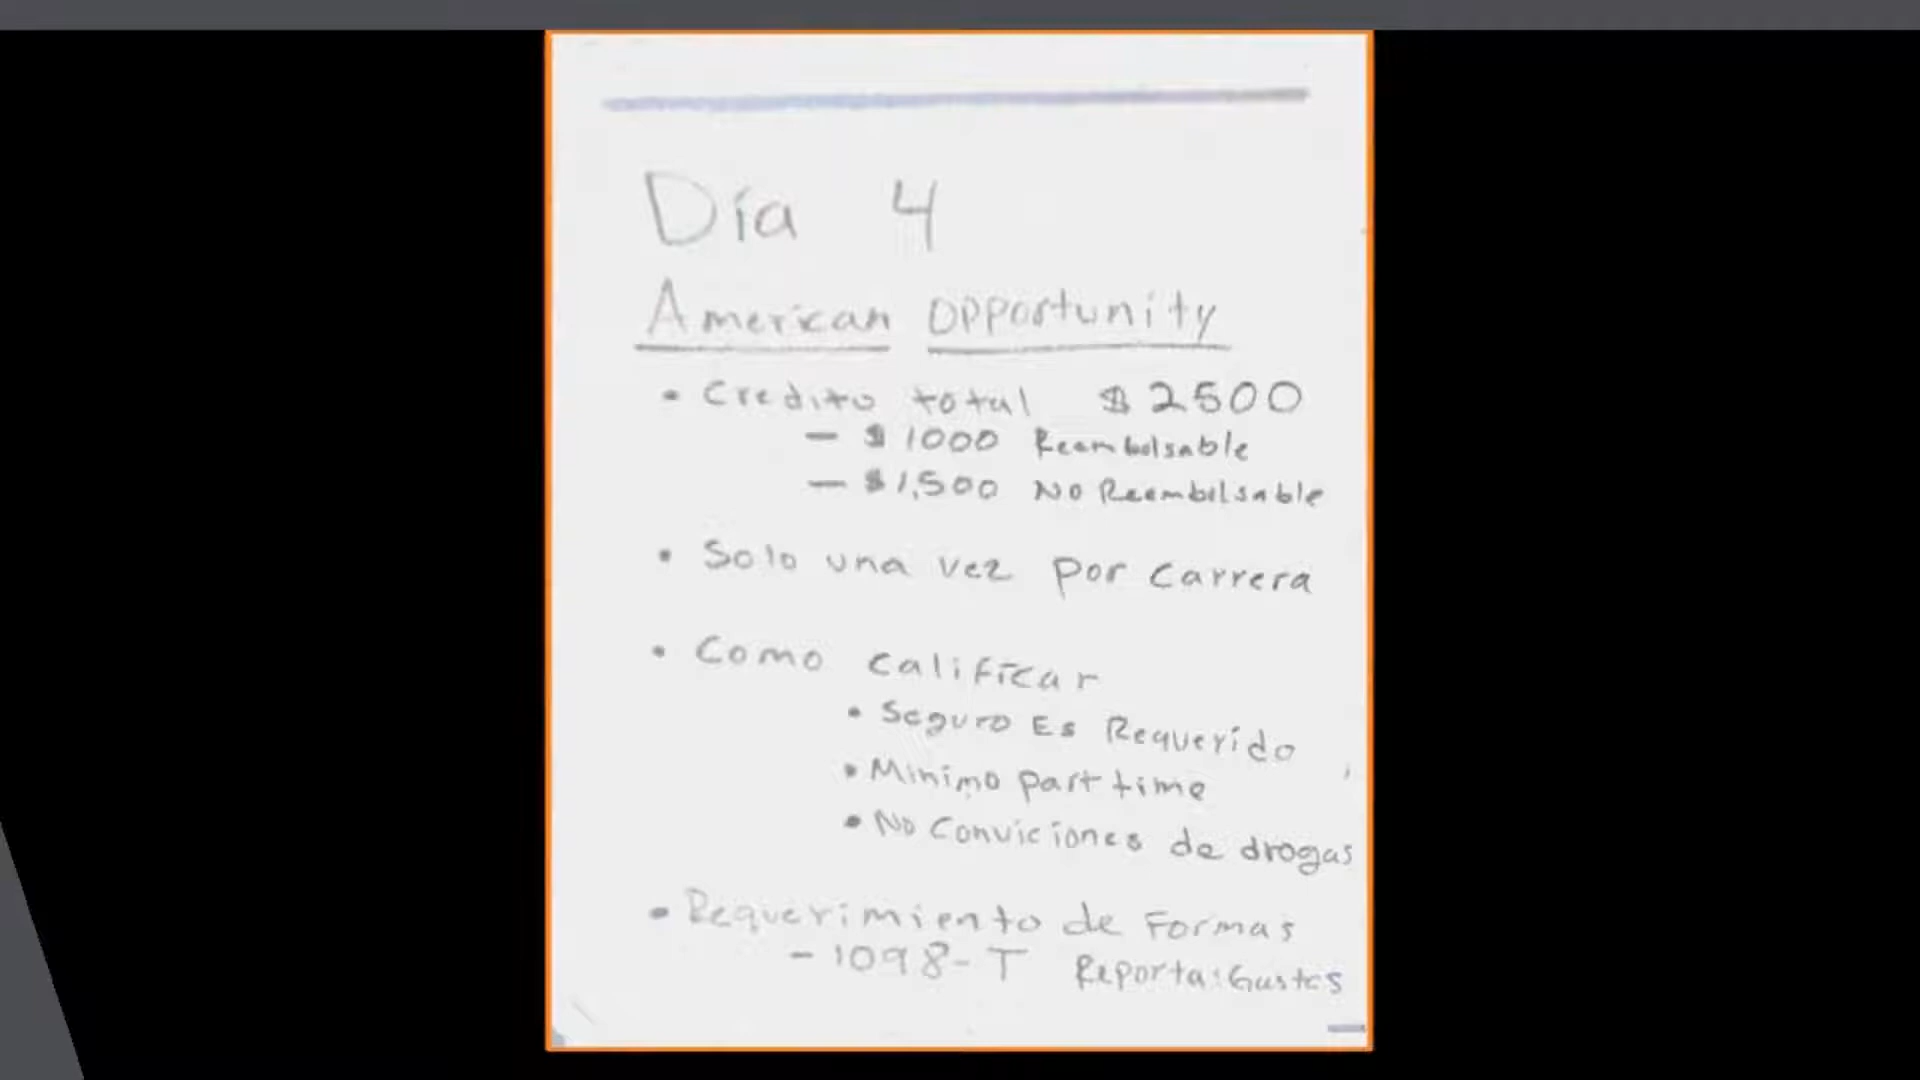 Día 4
American opportunity
• Credito total $2500
— $1000 Reembolsable
— $1,500 No Reembolsable
• Solo una vez por carrera
• Como calificar
• Seguro Es Requerido
• Minimo part time
• No Conviciones de drogas
• Requerimiento de Formas
- 1098-T Reporta: Gastos